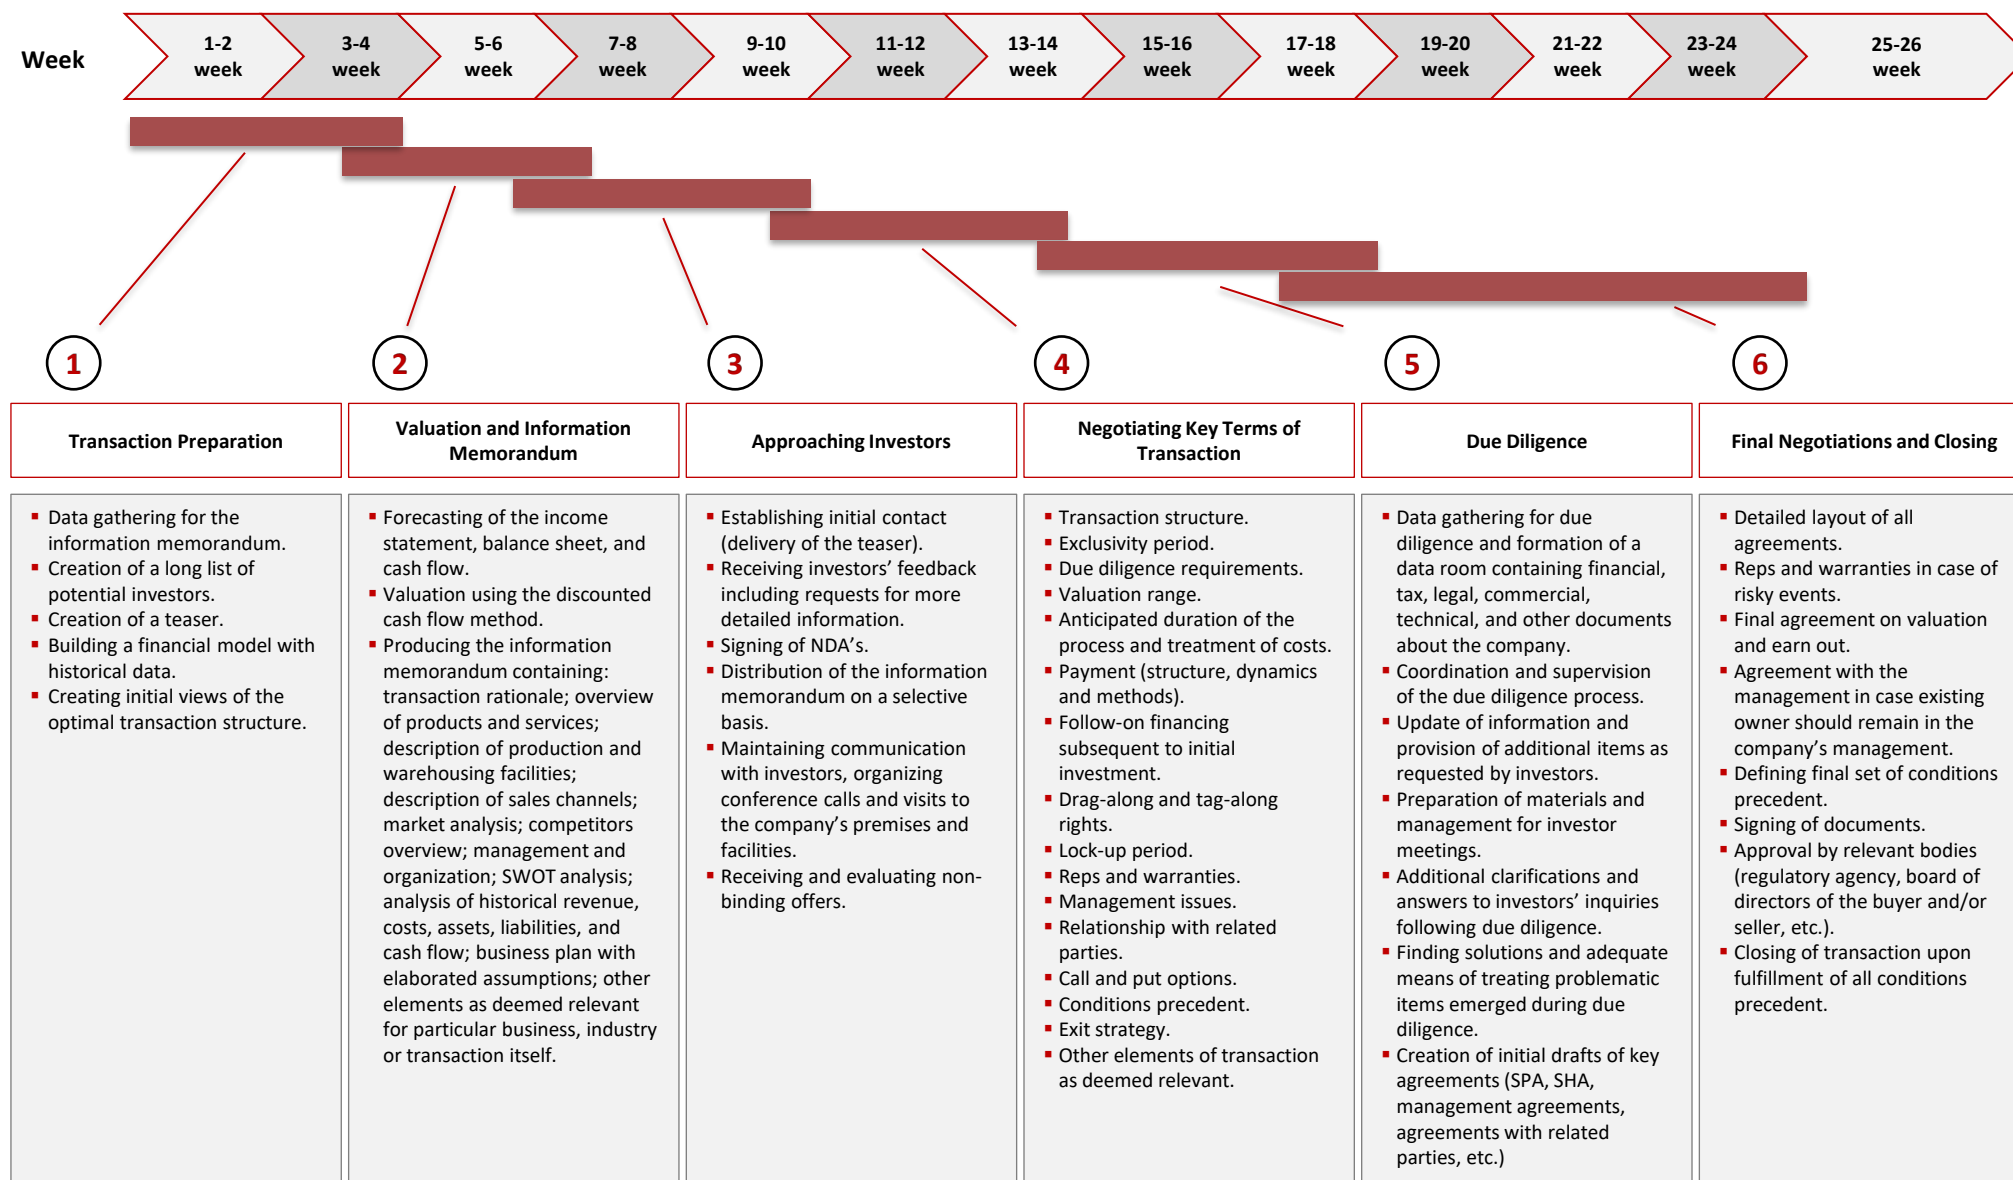 Week
1-2
week
3-4
week
5-6
week
7-8
week
9-10
week
11-12
week
13-14
week
15-16
week
17-18
week
19-20
week
21-22
week
23-24
week
25-26
week
1
2
3
4
5
6
Transaction Preparation
Valuation and Information
Memorandum
Approaching Investors
Negotiating Key Terms of
Transaction
Due Diligence
Final Negotiations and Closing
▪ Data gathering for the
information memorandum.
▪ Creation of a long list of
potential investors.
▪ Creation of a teaser.
▪ Building a financial model with
historical data.
▪ Creating initial views of the
optimal transaction structure.
▪ Forecasting of the income
statement, balance sheet, and
cash flow.
▪ Valuation using the discounted
cash flow method.
▪ Producing the information
memorandum containing:
transaction rationale; overview
of products and services;
description of production and
warehousing facilities;
description of sales channels;
market analysis; competitors
overview; management and
organization; SWOT analysis;
analysis of historical revenue,
costs, assets, liabilities, and
cash flow; business plan with
elaborated assumptions; other
elements as deemed relevant
for particular business, industry
or transaction itself.
▪ Establishing initial contact
(delivery of the teaser).
▪ Receiving investors’ feedback
including requests for more
detailed information.
▪ Signing of NDA’s.
▪ Distribution of the information
memorandum on a selective
basis.
▪ Maintaining communication
with investors, organizing
conference calls and visits to
the company’s premises and
facilities.
▪ Receiving and evaluating non-
binding offers.
▪ Transaction structure.
▪ Exclusivity period.
▪ Due diligence requirements.
▪ Valuation range.
▪ Anticipated duration of the
process and treatment of costs.
▪ Payment (structure, dynamics
and methods).
▪ Follow-on financing
subsequent to initial
investment.
▪ Drag-along and tag-along
rights.
▪ Lock-up period.
▪ Reps and warranties.
▪ Management issues.
▪ Relationship with related
parties.
▪ Call and put options.
▪ Conditions precedent.
▪ Exit strategy.
▪ Other elements of transaction
as deemed relevant.
▪ Data gathering for due
diligence and formation of a
data room containing financial,
tax, legal, commercial,
technical, and other documents
about the company.
▪ Coordination and supervision
of the due diligence process.
▪ Update of information and
provision of additional items as
requested by investors.
▪ Preparation of materials and
management for investor
meetings.
▪ Additional clarifications and
answers to investors’ inquiries
following due diligence.
▪ Finding solutions and adequate
means of treating problematic
items emerged during due
diligence.
▪ Creation of initial drafts of key
agreements (SPA, SHA,
management agreements,
agreements with related
parties, etc.)
▪ Detailed layout of all
agreements.
▪ Reps and warranties in case of
risky events.
▪ Final agreement on valuation
and earn out.
▪ Agreement with the
management in case existing
owner should remain in the
company’s management.
▪ Defining final set of conditions
precedent.
▪ Signing of documents.
▪ Approval by relevant bodies
(regulatory agency, board of
directors of the buyer and/or
seller, etc.).
▪ Closing of transaction upon
fulfillment of all conditions
precedent.